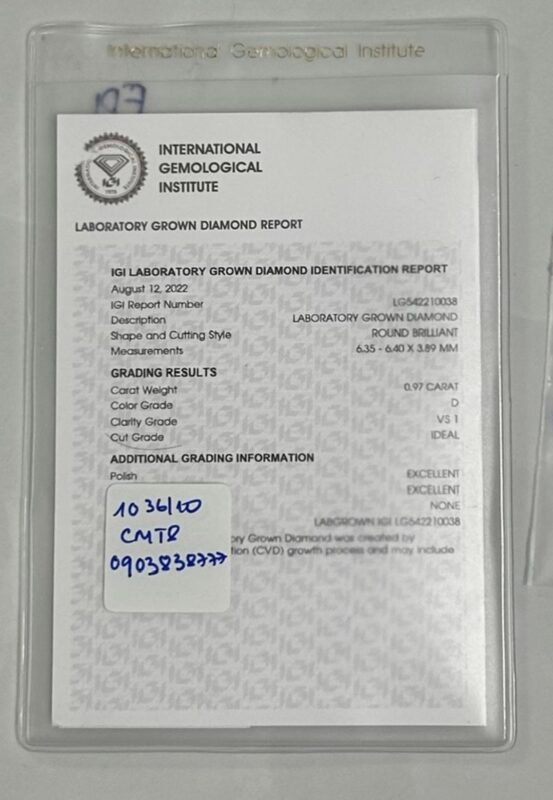 International Gemological Institute
INTERNATIONAL
GEMOLOGICAL
INSTITUTE
LABORATORY GROWN DIAMOND REPORT
IGI LABORATORY GROWN DIAMOND IDENTIFICATION REPORT
August 12, 2022
IGI Report Number LG542210038
Description LABORATORY GROWN DIAMOND
Shape and Cutting Style ROUND BRILLIANT
Measurements 6.35 - 6.40 X 3.89 MM
GRADING RESULTS
Carat Weight 0.97 CARAT
Color Grade D
Clarity Grade VS 1
Cut Grade IDEAL
ADDITIONAL GRADING INFORMATION
Polish EXCELLENT
EXCELLENT
NONE
LABGROWN IGI LG542210038
ory Grown Diamond was created by
tion (CVD) growth process and may include
1036/10
CMT8
0903838777